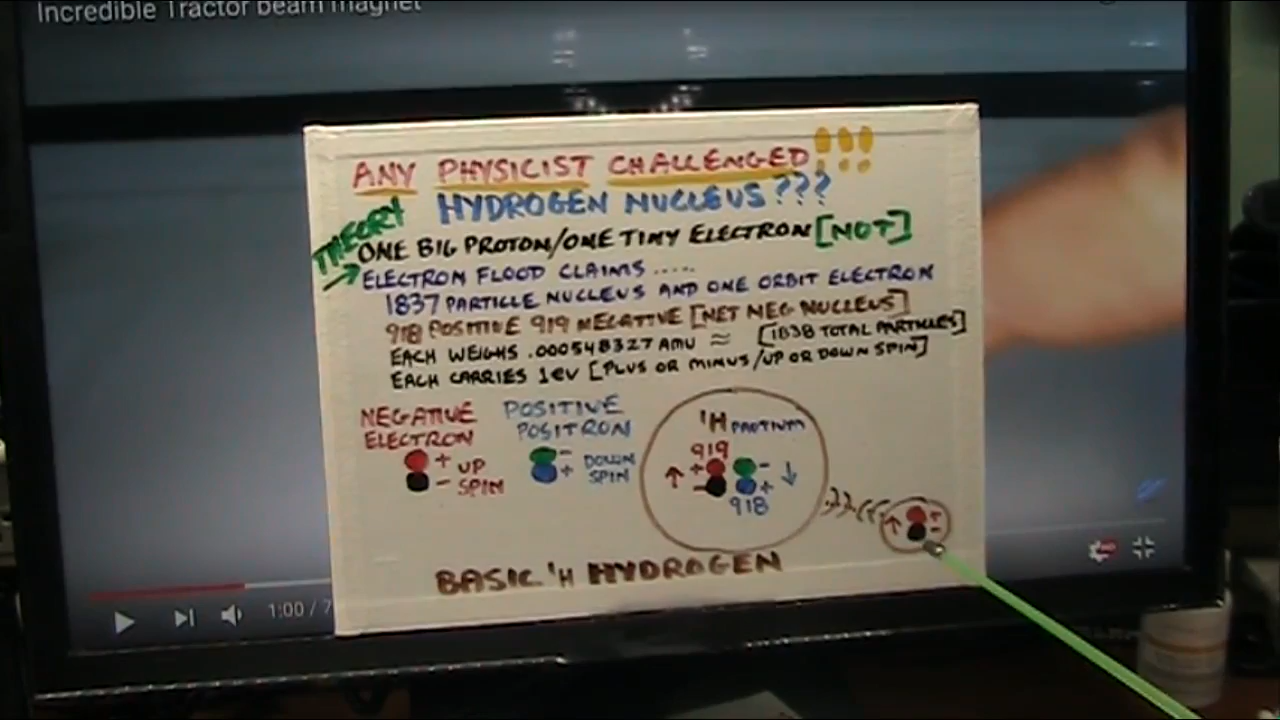 Incredible Tractor beam magnet
ANY PHYSICIST CHALLENGED!!!
HYDROGEN NUCLEUS???
THEORY
ONE BIG PROTON/ONE TINY ELECTRON [NOT]
ELECTRON FLOOD CLAIMS .....
1837 PARTICLE NUCLEUS AND ONE ORBIT ELECTRON
918 POSITIVE 919 NEGATIVE [NET NEG NUCLEUS]
EACH WEIGHS .000548327 AMU ≈ [1838 TOTAL PARTICLES]
EACH CARRIES 1eV [PLUS OR MINUS/UP OR DOWN SPIN]
NEGATIVE
ELECTRON
+ UP
- SPIN
POSITIVE
POSITRON
- DOWN
+ SPIN
¹H PROTIUM
919
+ -
- +
918
+
-
BASIC ¹H HYDROGEN
1:00 / 7